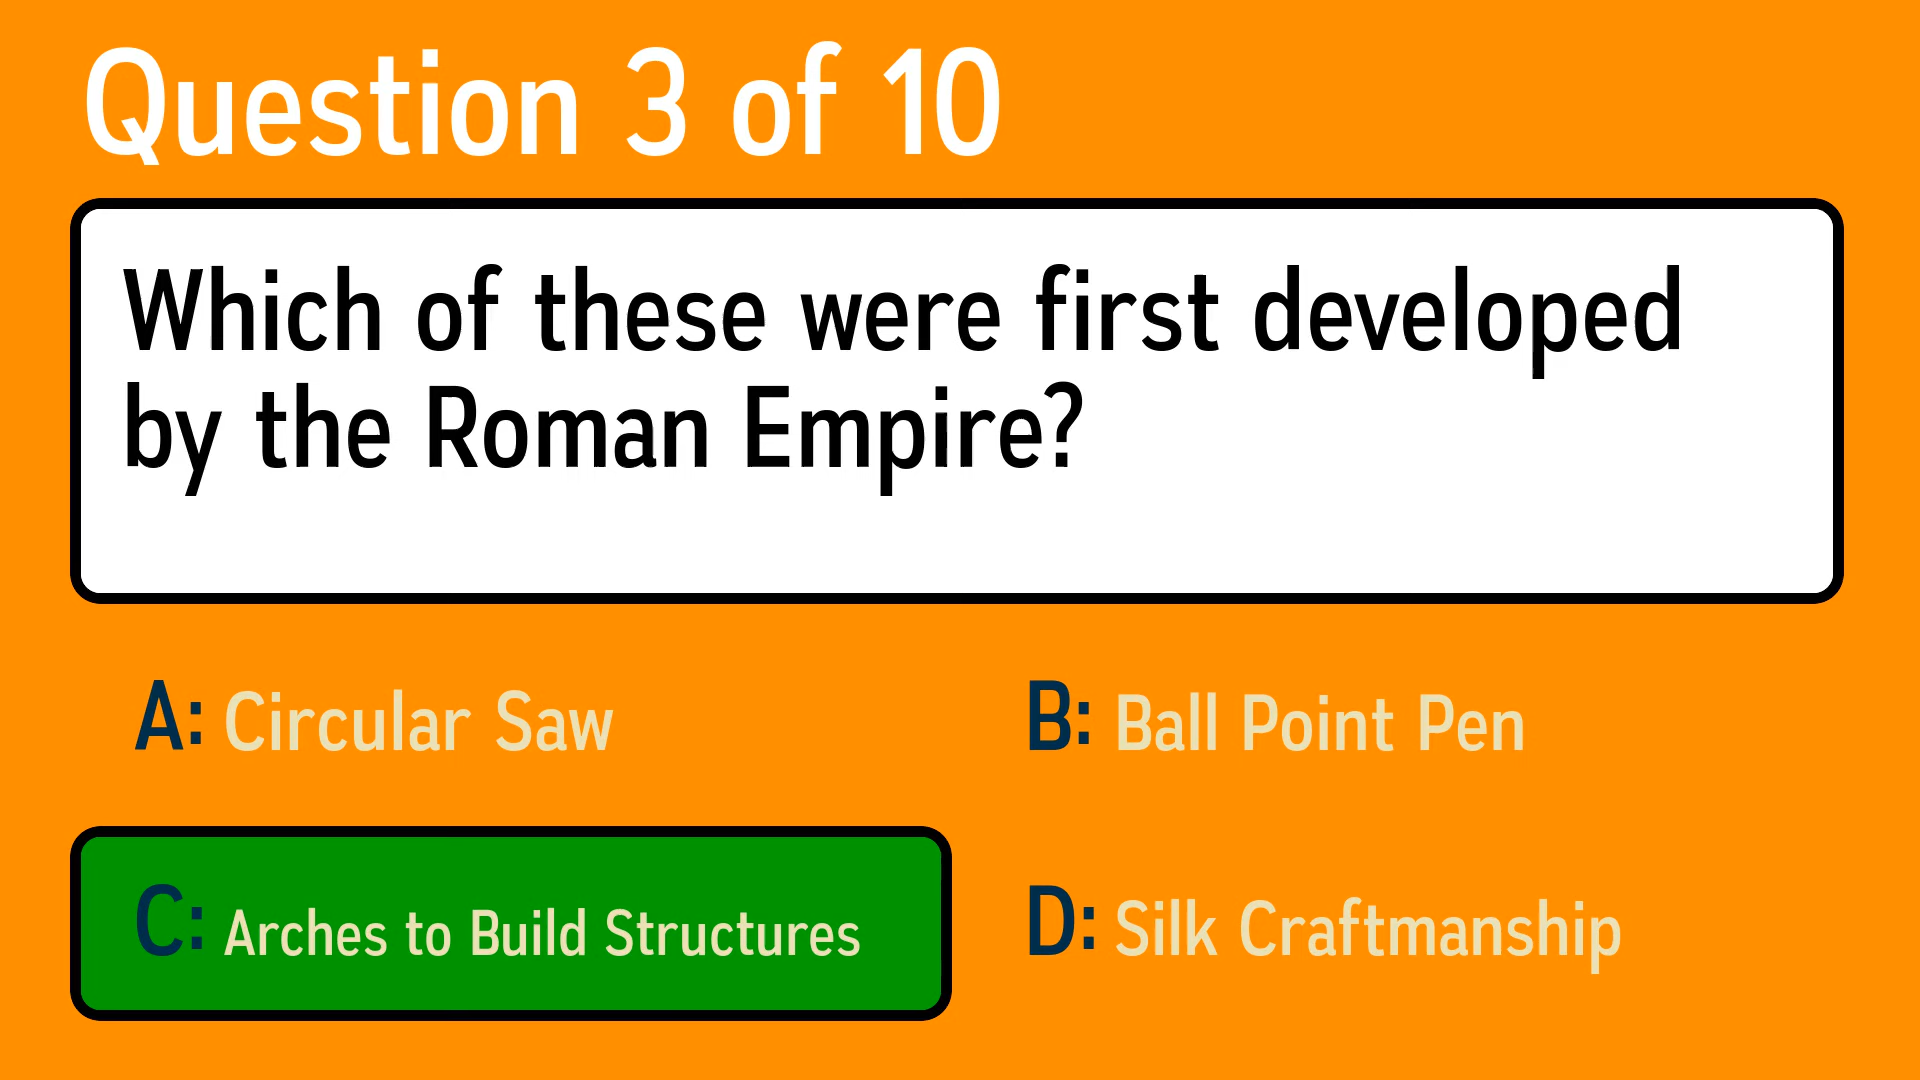 Question 3 of 10
Which of these were first developed
by the Roman Empire?
A: Circular Saw
B: Ball Point Pen
C: Arches to Build Structures
D: Silk Craftmanship